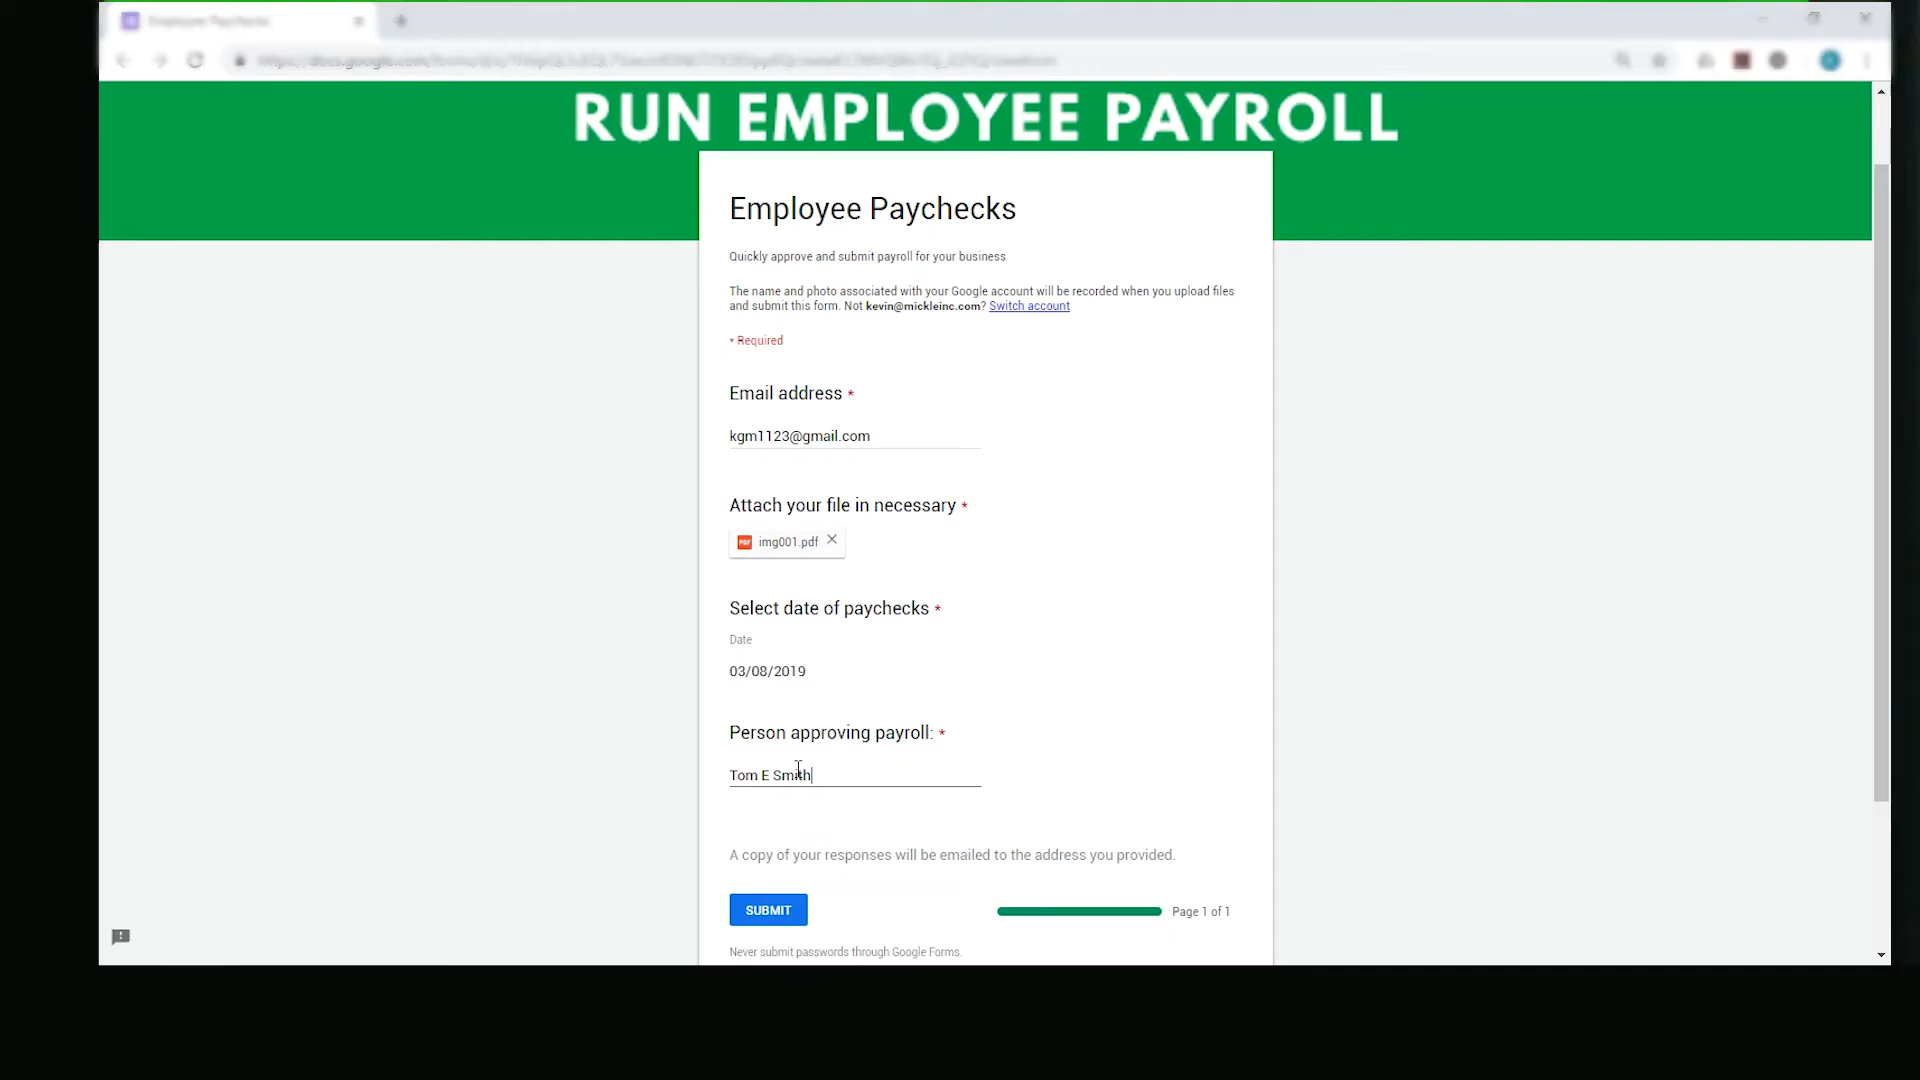 Employee Paychecks
RUN EMPLOYEE PAYROLL
Employee Paychecks
Quickly approve and submit payroll for your business
The name and photo associated with your Google account will be recorded when you upload files
and submit this form. Not kevin@mickleinc.com? Switch account
* Required
Email address *
kgm1123@gmail.com
Attach your file in necessary *
PDF img001.pdf
Select date of paychecks *
Date
03/08/2019
Person approving payroll: *
Tom E Smith
A copy of your responses will be emailed to the address you provided.
SUBMIT
Page 1 of 1
Never submit passwords through Google Forms.